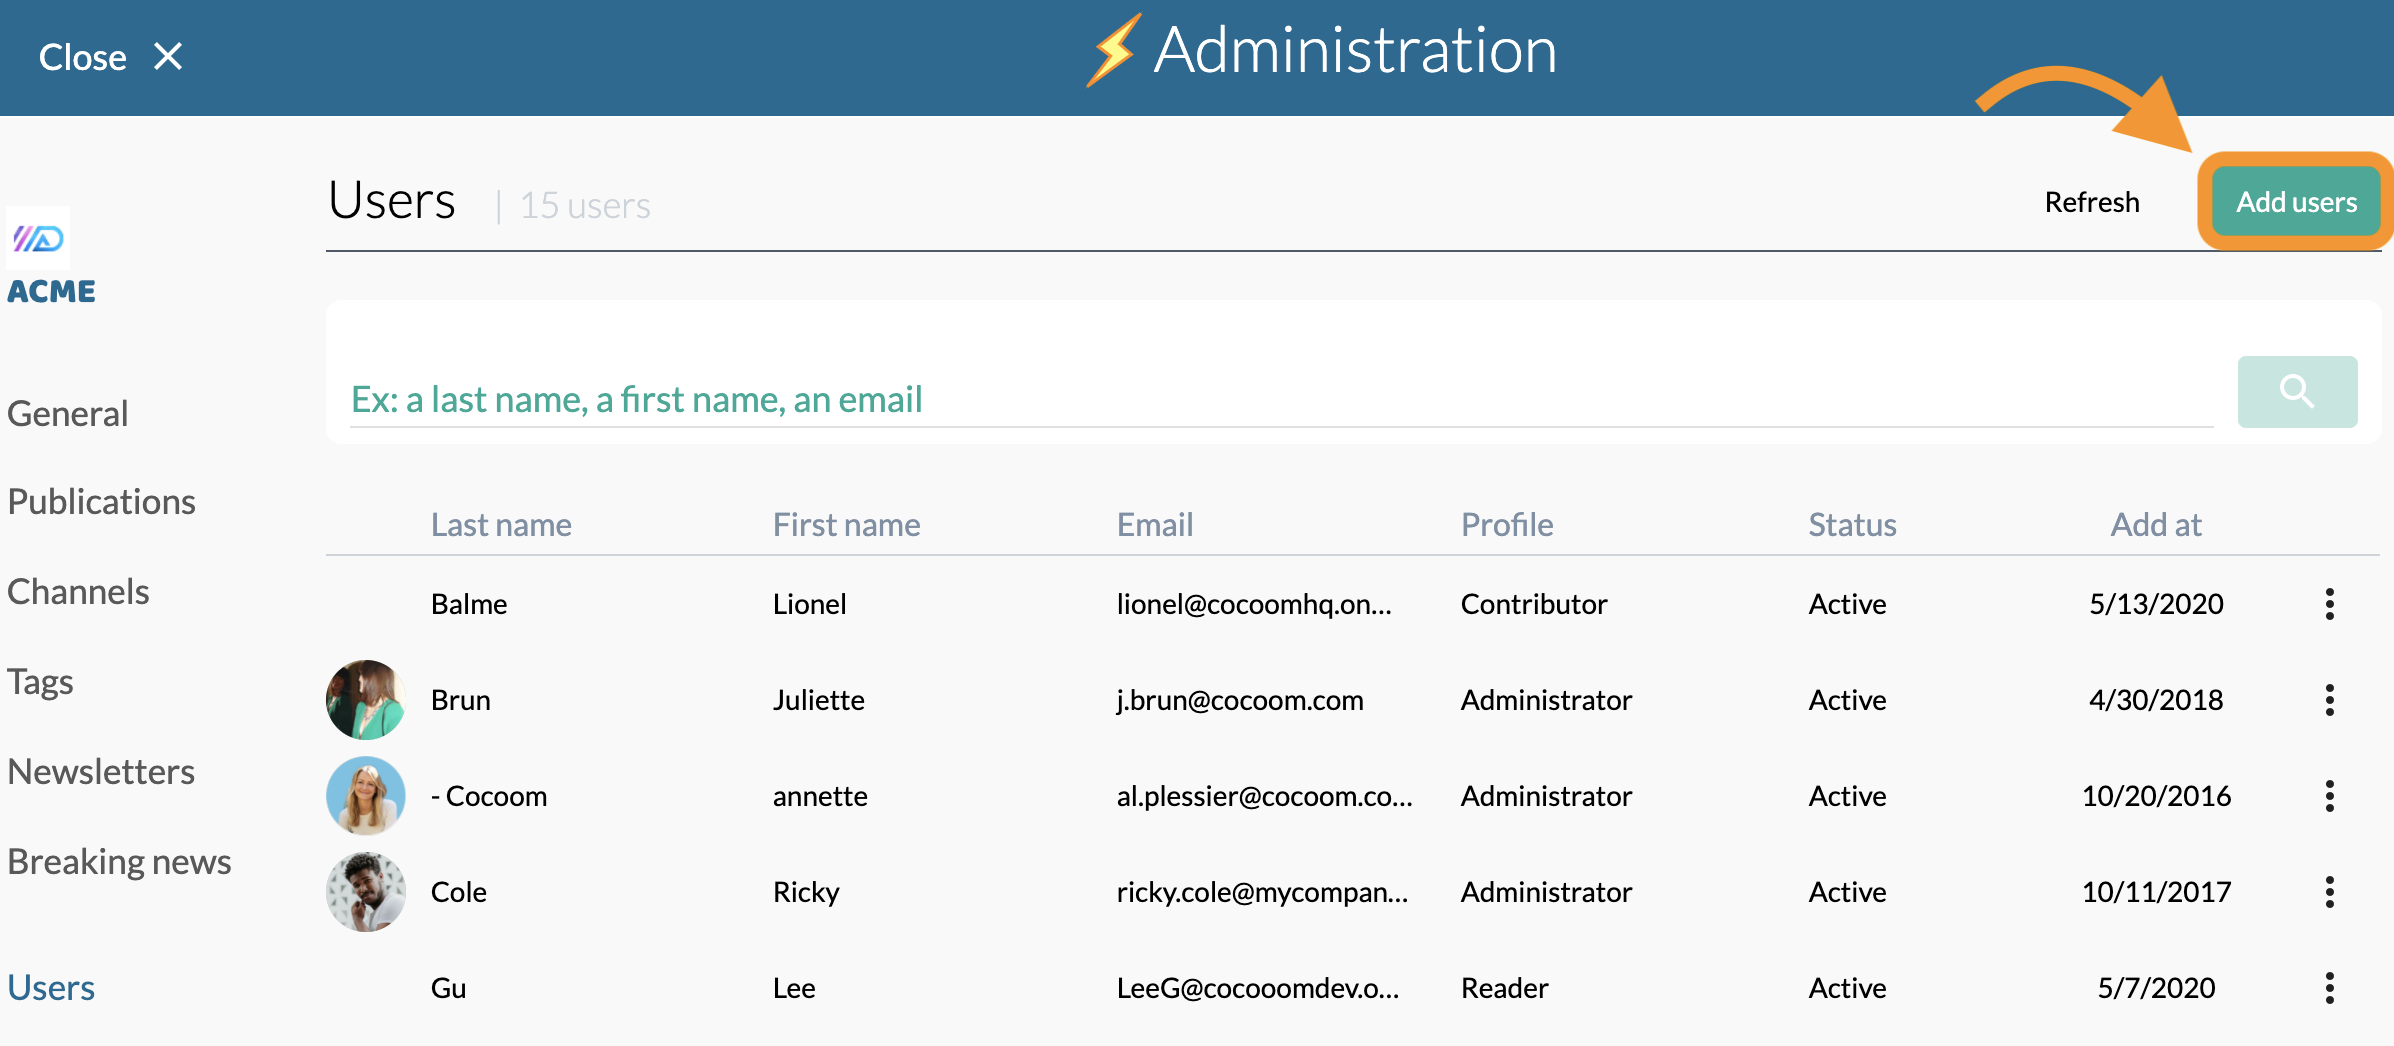 Close
⚡ Administration
Users | 15 users
Refresh
Add users
ACME
General
Publications
Channels
Tags
Newsletters
Breaking news
Users
Ex: a last name, a first name, an email
Last name First name Email Profile Status Add at
Balme Lionel lionel@cocoomhq.on... Contributor Active 5/13/2020
Brun Juliette j.brun@cocoom.com Administrator Active 4/30/2018
- Cocoom annette al.plessier@cocoom.co... Administrator Active 10/20/2016
Cole Ricky ricky.cole@mycompan... Administrator Active 10/11/2017
Gu Lee LeeG@cocooomdev.o... Reader Active 5/7/2020